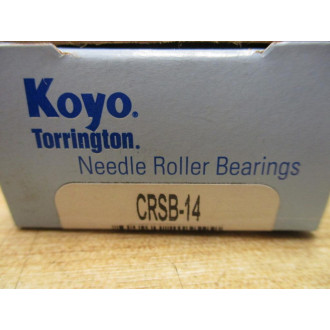 Koyo.
Torrington.
Needle Roller Bearings
CRSB-14